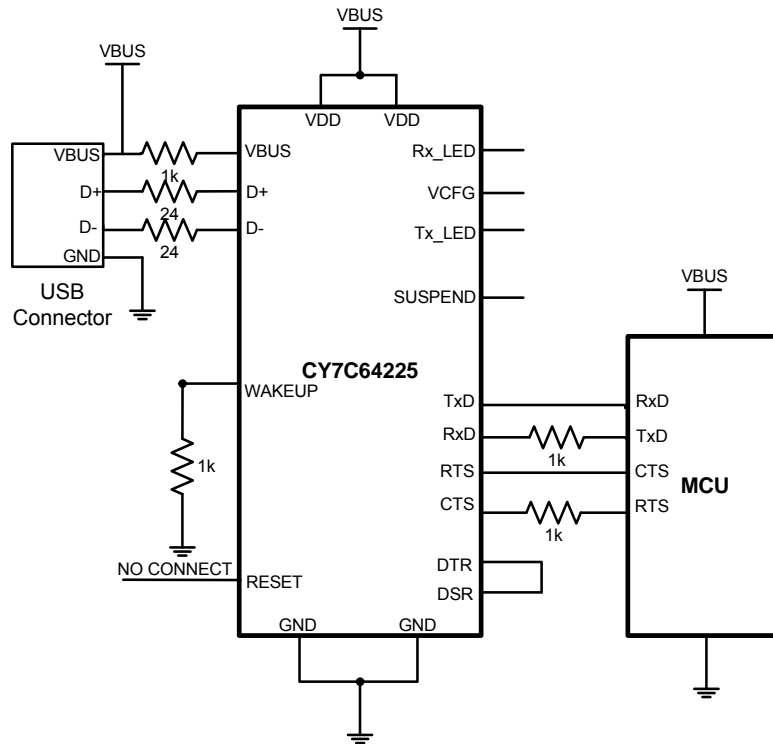 VBUS
VBUS
VDD VDD
VBUS
1k
VBUS
Rx_LED
D+
24
D+
VCFG
D-
24
D-
Tx_LED
GND
USB
Connector
SUSPEND
VBUS
CY7C64225
WAKEUP
1k
TxD
RxD
RxD
1k
TxD
RTS
CTS
MCU
CTS
1k
RTS
NO CONNECT
RESET
DTR
DSR
GND GND